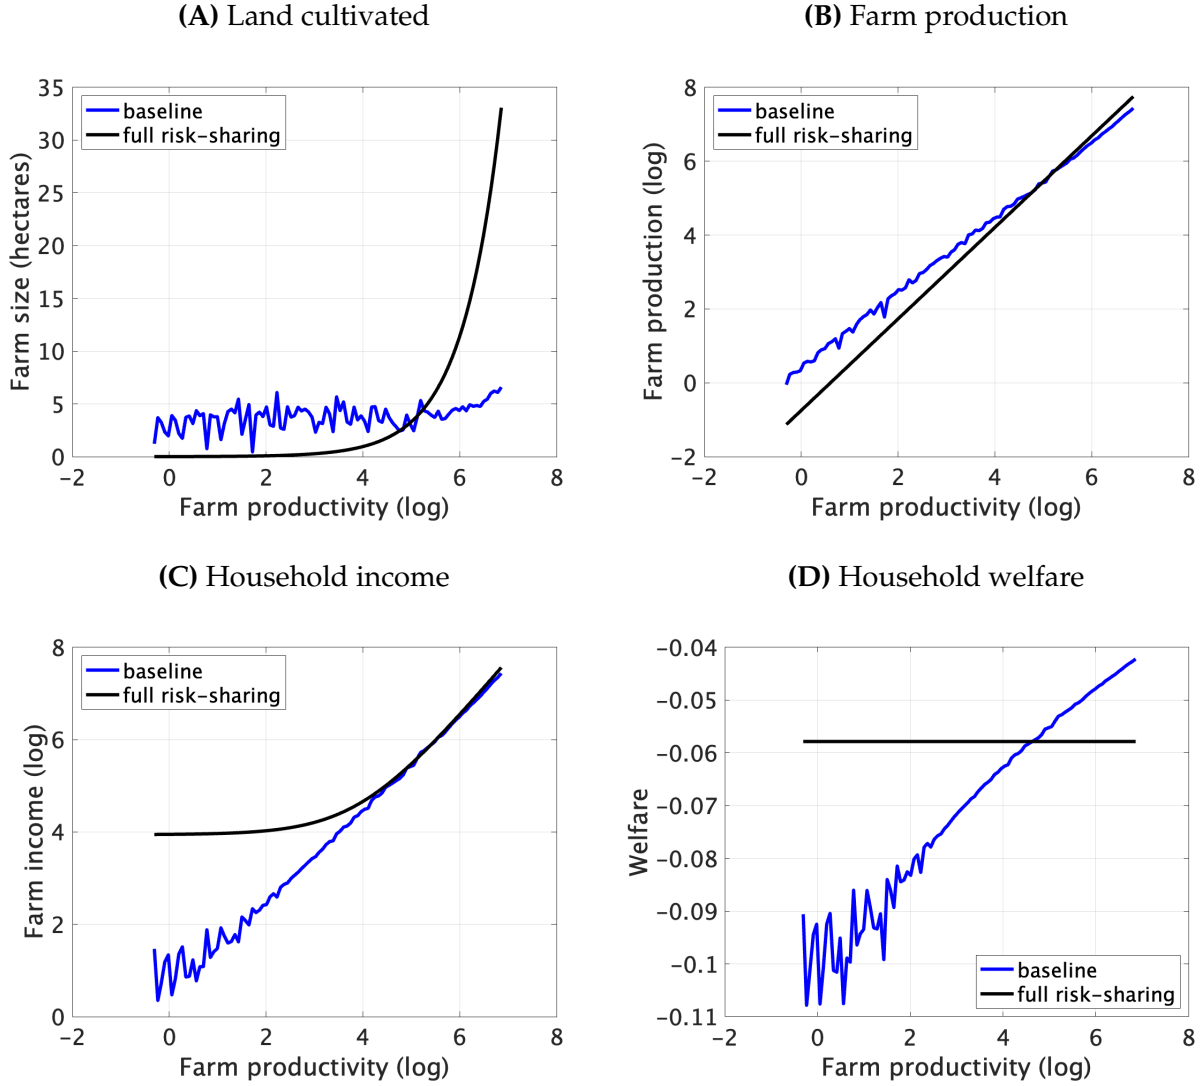 (A) Land cultivated
35
30
25
20
15
10
5
0
Farm size (hectares)
baseline
full risk-sharing
−2 0 2 4 6 8
Farm productivity (log)
(B) Farm production
8
6
4
2
0
−2
Farm production (log)
baseline
full risk-sharing
−2 0 2 4 6 8
Farm productivity (log)
(C) Household income
8
6
4
2
0
Farm income (log)
baseline
full risk-sharing
−2 0 2 4 6 8
Farm productivity (log)
(D) Household welfare
−0.04
−0.05
−0.06
−0.07
−0.08
−0.09
−0.1
−0.11
Welfare
baseline
full risk-sharing
−2 0 2 4 6 8
Farm productivity (log)